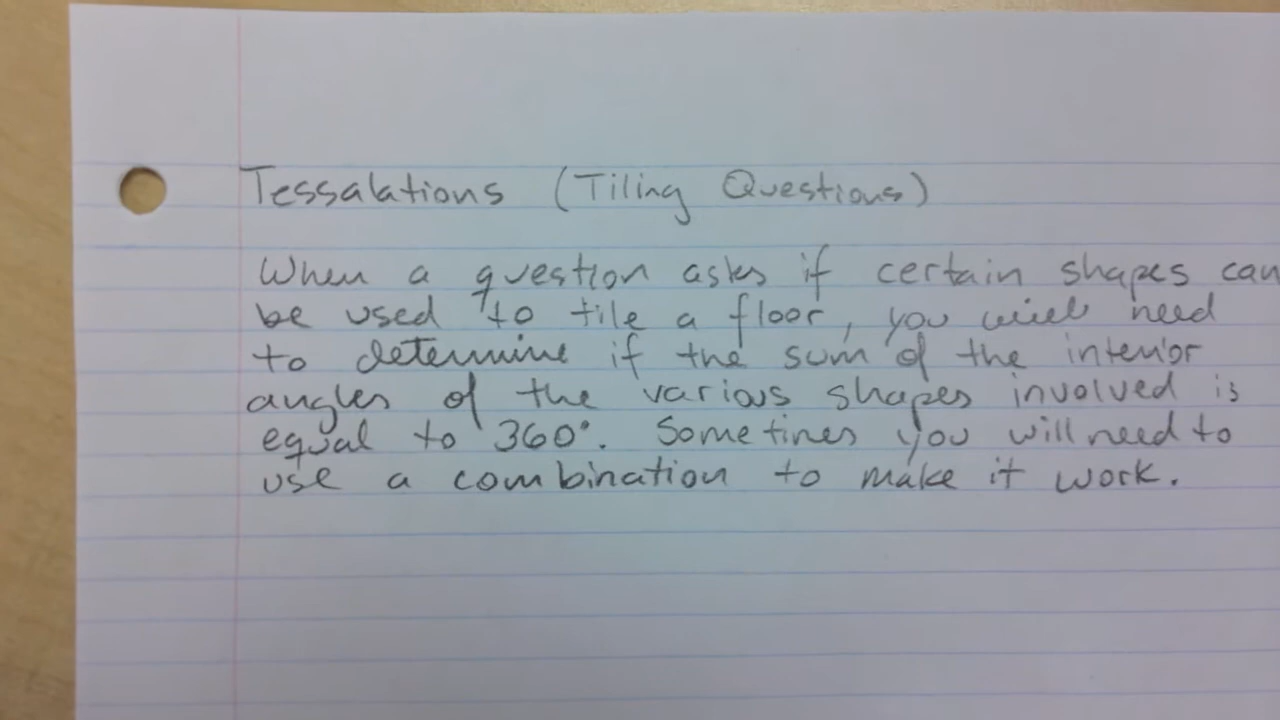 Tessalations (Tiling Questions)
When a question asks if certain shapes can
be used to tile a floor, you will need
to determine if the sum of the interior
angles of the various shapes involved is
equal to 360°. Sometimes you will need to
use a combination to make it work.